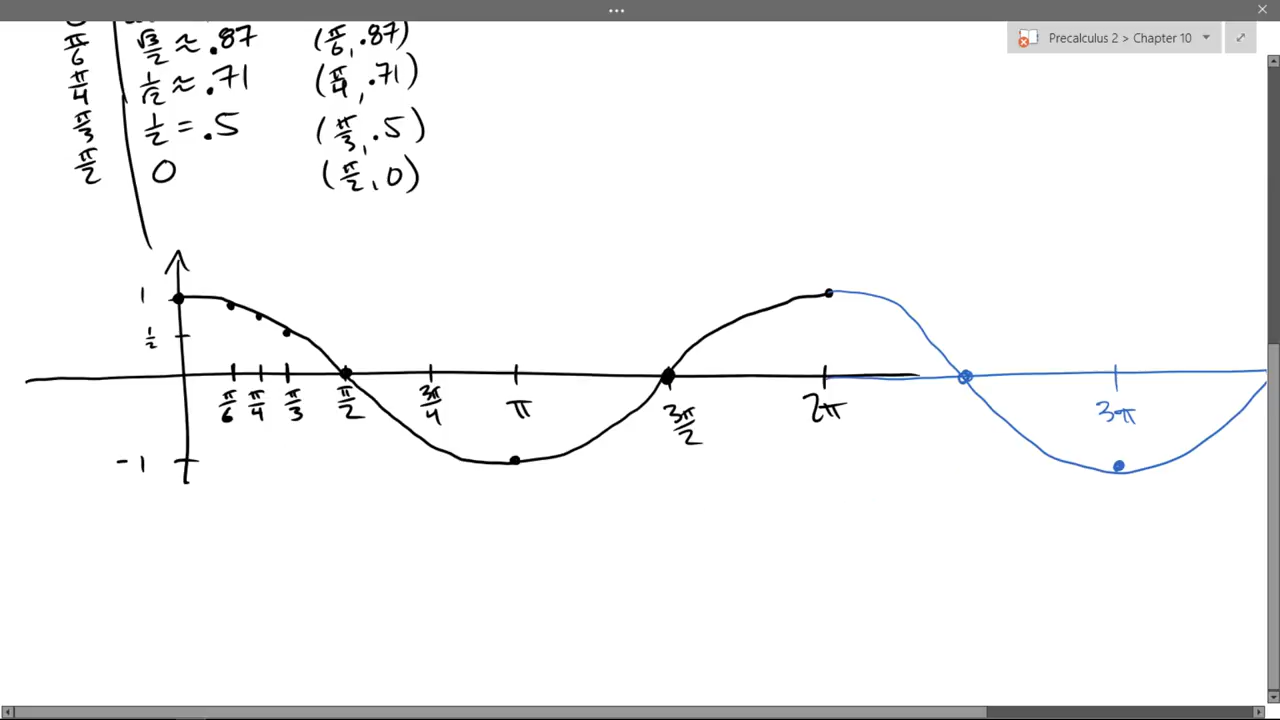 Precalculus 2 > Chapter 10
π/6 √3/2 ≈ .87 (π/6, .87)
π/4 1/√2 ≈ .71 (π/4, .71)
π/3 1/2 = .5 (π/3, .5)
π/2 0 (π/2, 0)
1
1/2
π/6 π/4 π/3 π/2 3π/4 π 3π/2 2π 3π
-1